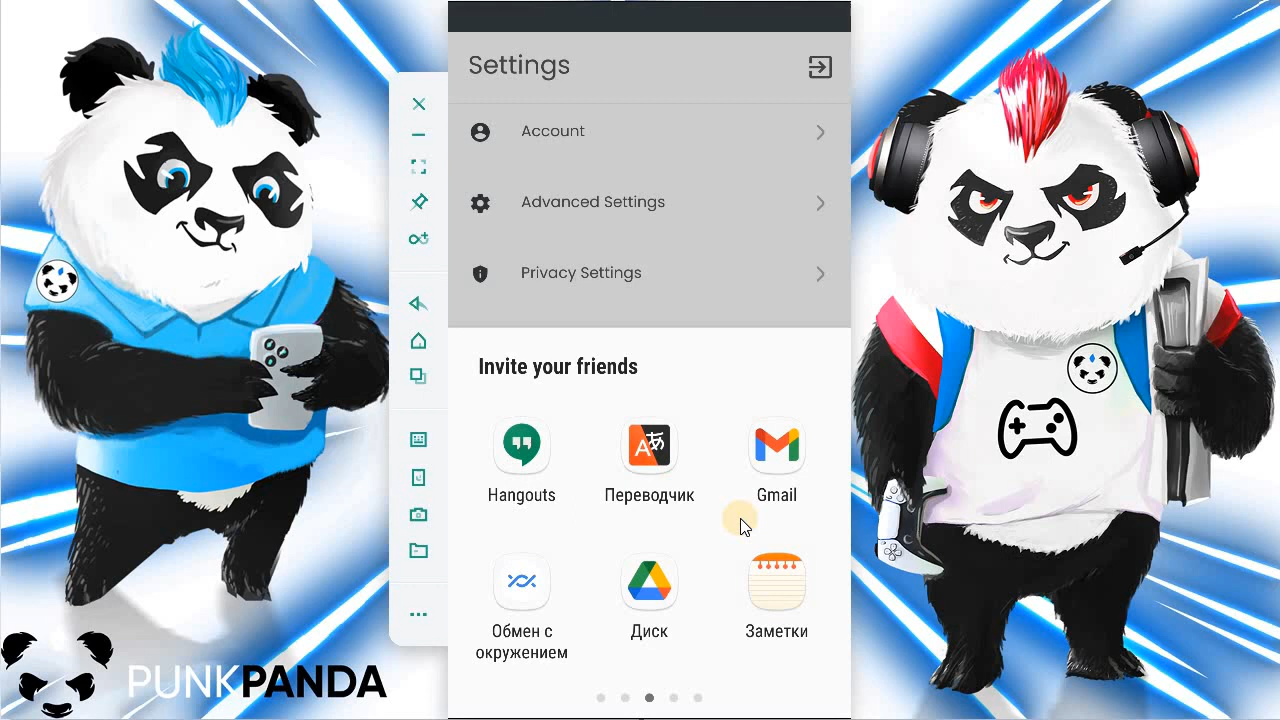 Settings
Account
Advanced Settings
Privacy Settings
Invite your friends
Hangouts
Переводчик
Gmail
Обмен с
окружением
Диск
Заметки
PUNKPANDA